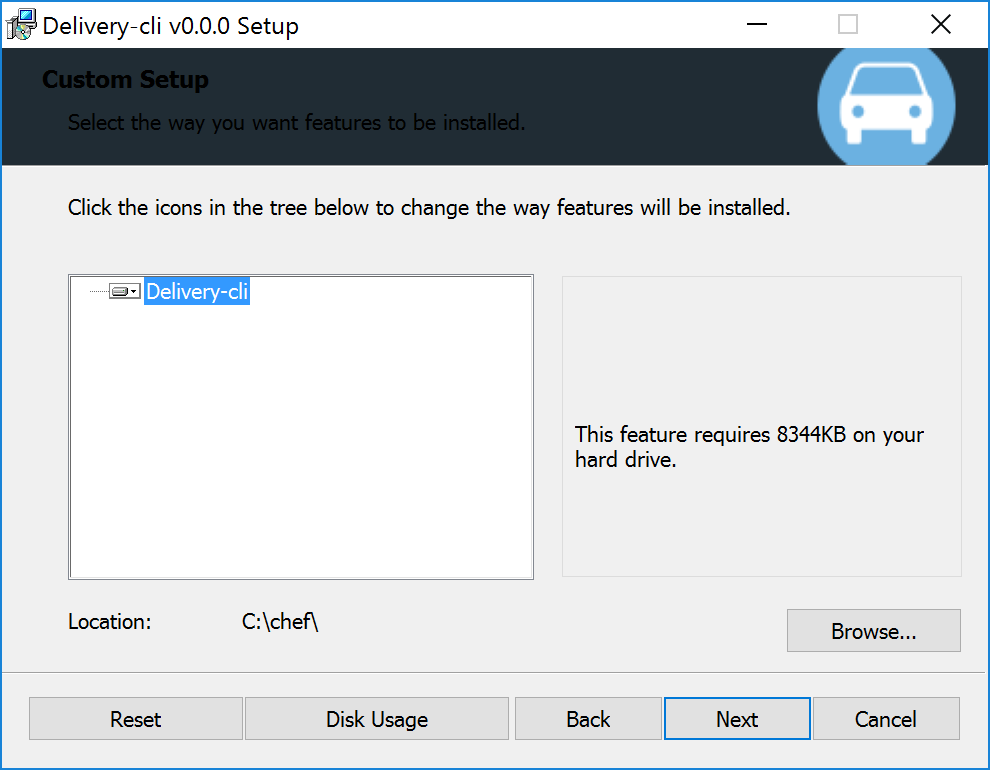 Delivery-cli v0.0.0 Setup
Custom Setup
Select the way you want features to be installed.
Click the icons in the tree below to change the way features will be installed.
Delivery-cli
This feature requires 8344KB on your
hard drive.
Location: C:\chef\
Browse...
Reset Disk Usage Back Next Cancel